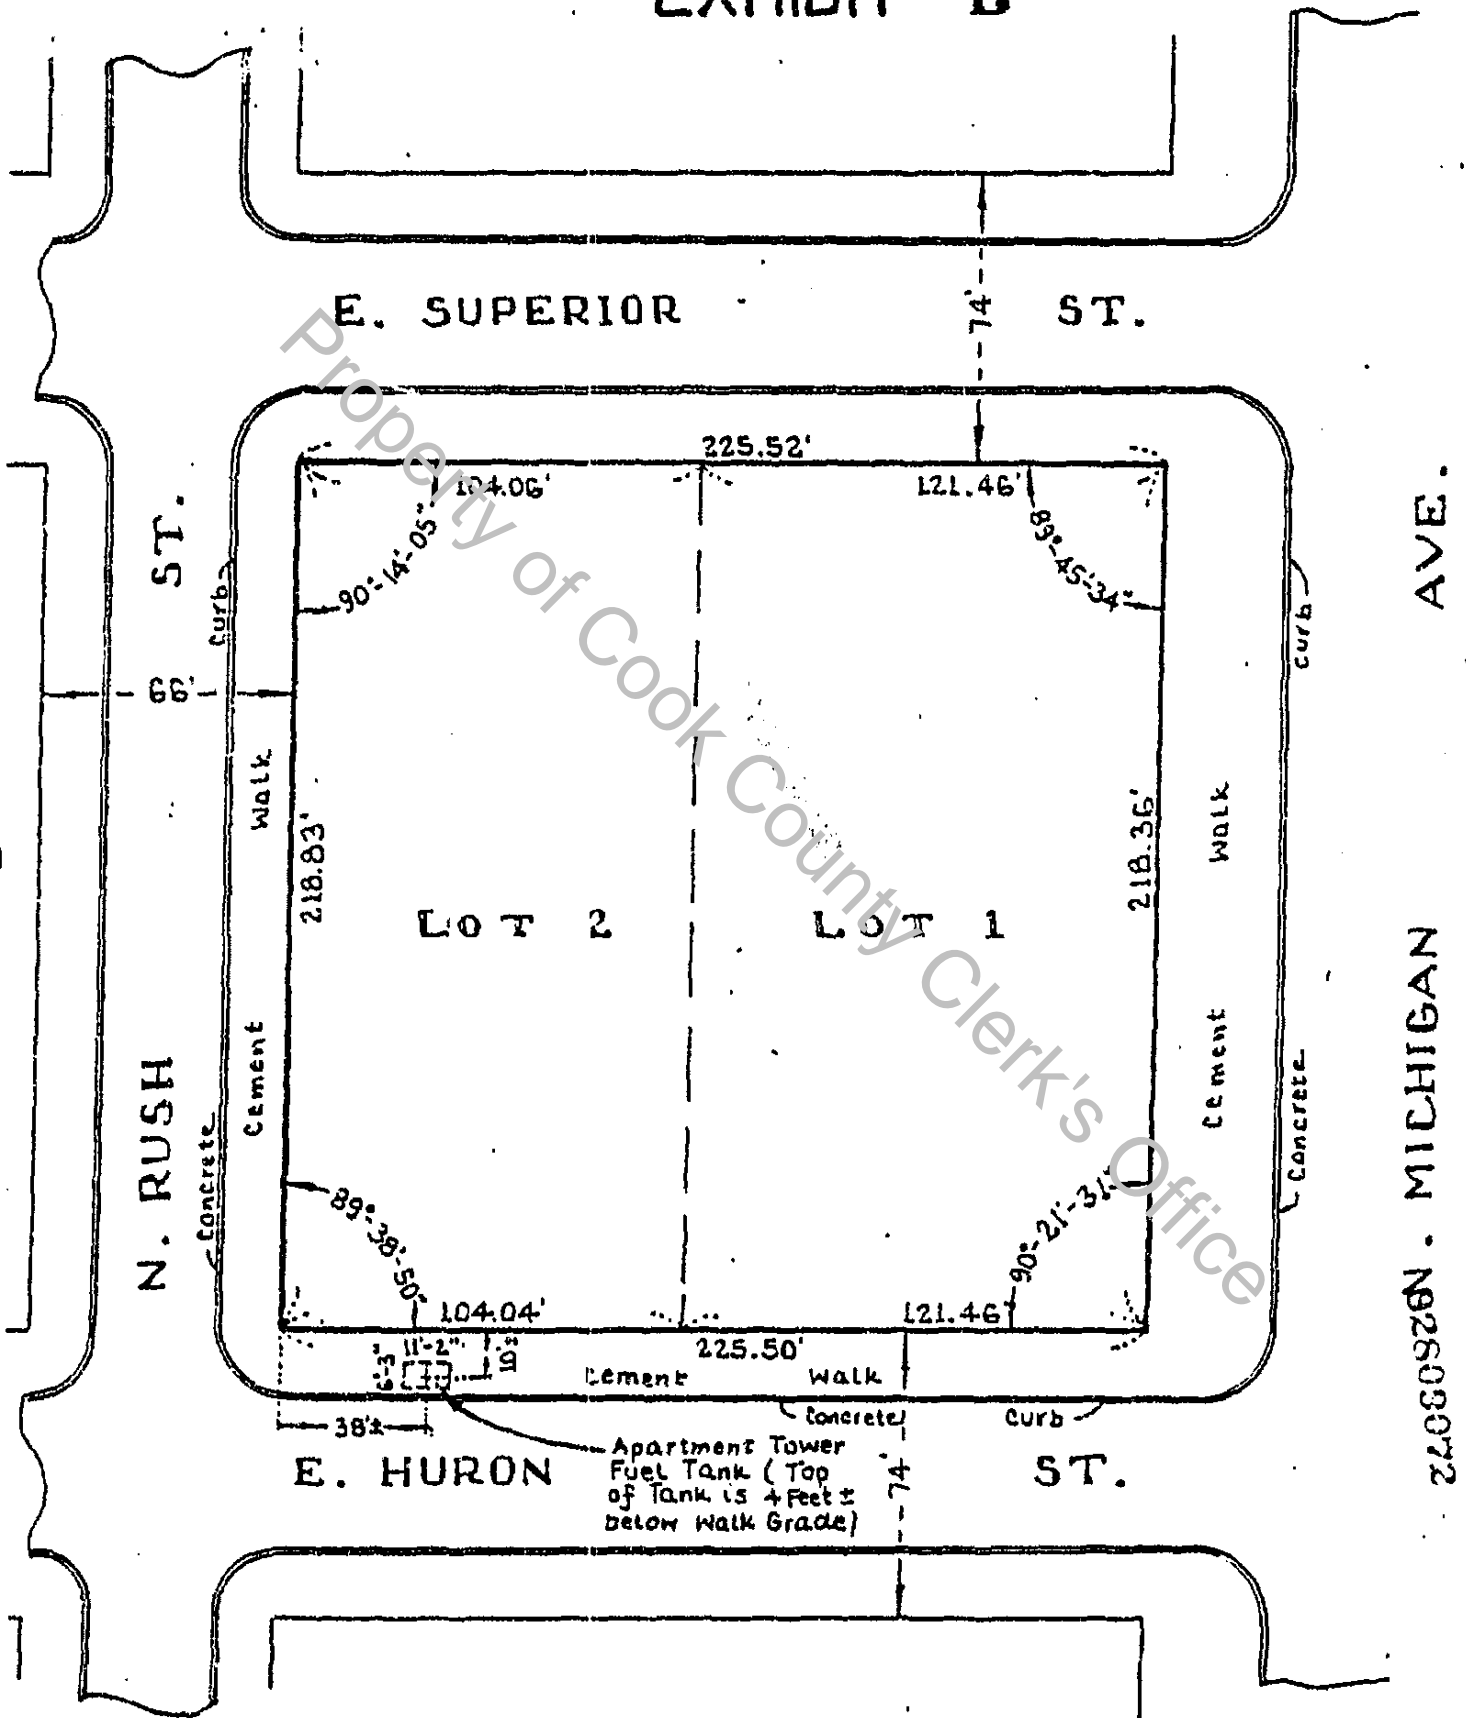 EXHIBIT B
E. SUPERIOR ST.
74'
225.52'
104.06'
121.46'
90°-14'-05"
89°-45'-34"
N. RUSH ST.
Curb
66'
Walk
218.83'
Cement
Concrete
LOT 2
LOT 1
218.36'
Walk
Cement
Curb
Concrete
N. MICHIGAN AVE.
89°-38'-50"
90°-21'-31"
104.04'
121.46'
225.50'
11'-2"
6'-3"
Cement Walk
Concrete Curb
38'±
Apartment Tower
Fuel Tank (Top
of Tank is 4 Feet ±
below Walk Grade)
E. HURON ST.
74'
Property of Cook County Clerk's Office